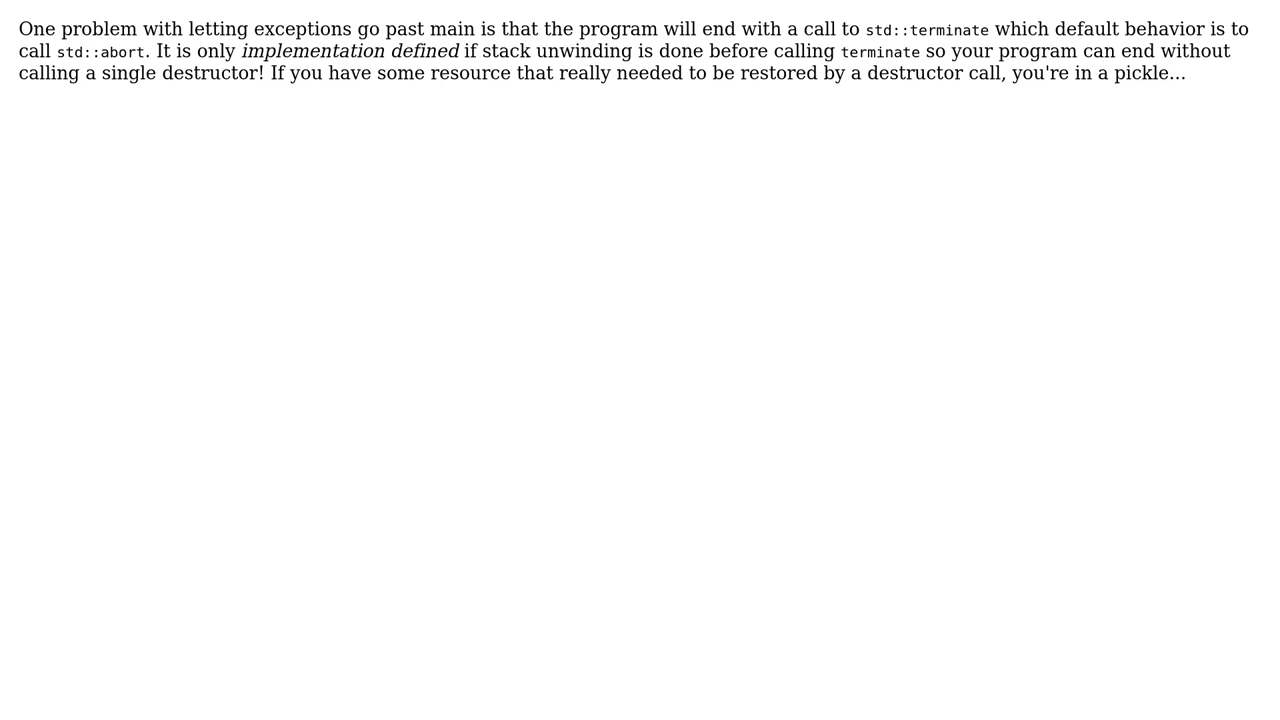 One problem with letting exceptions go past main is that the program will end with a call to std::terminate which default behavior is to
call std::abort. It is only implementation defined if stack unwinding is done before calling terminate so your program can end without
calling a single destructor! If you have some resource that really needed to be restored by a destructor call, you're in a pickle...